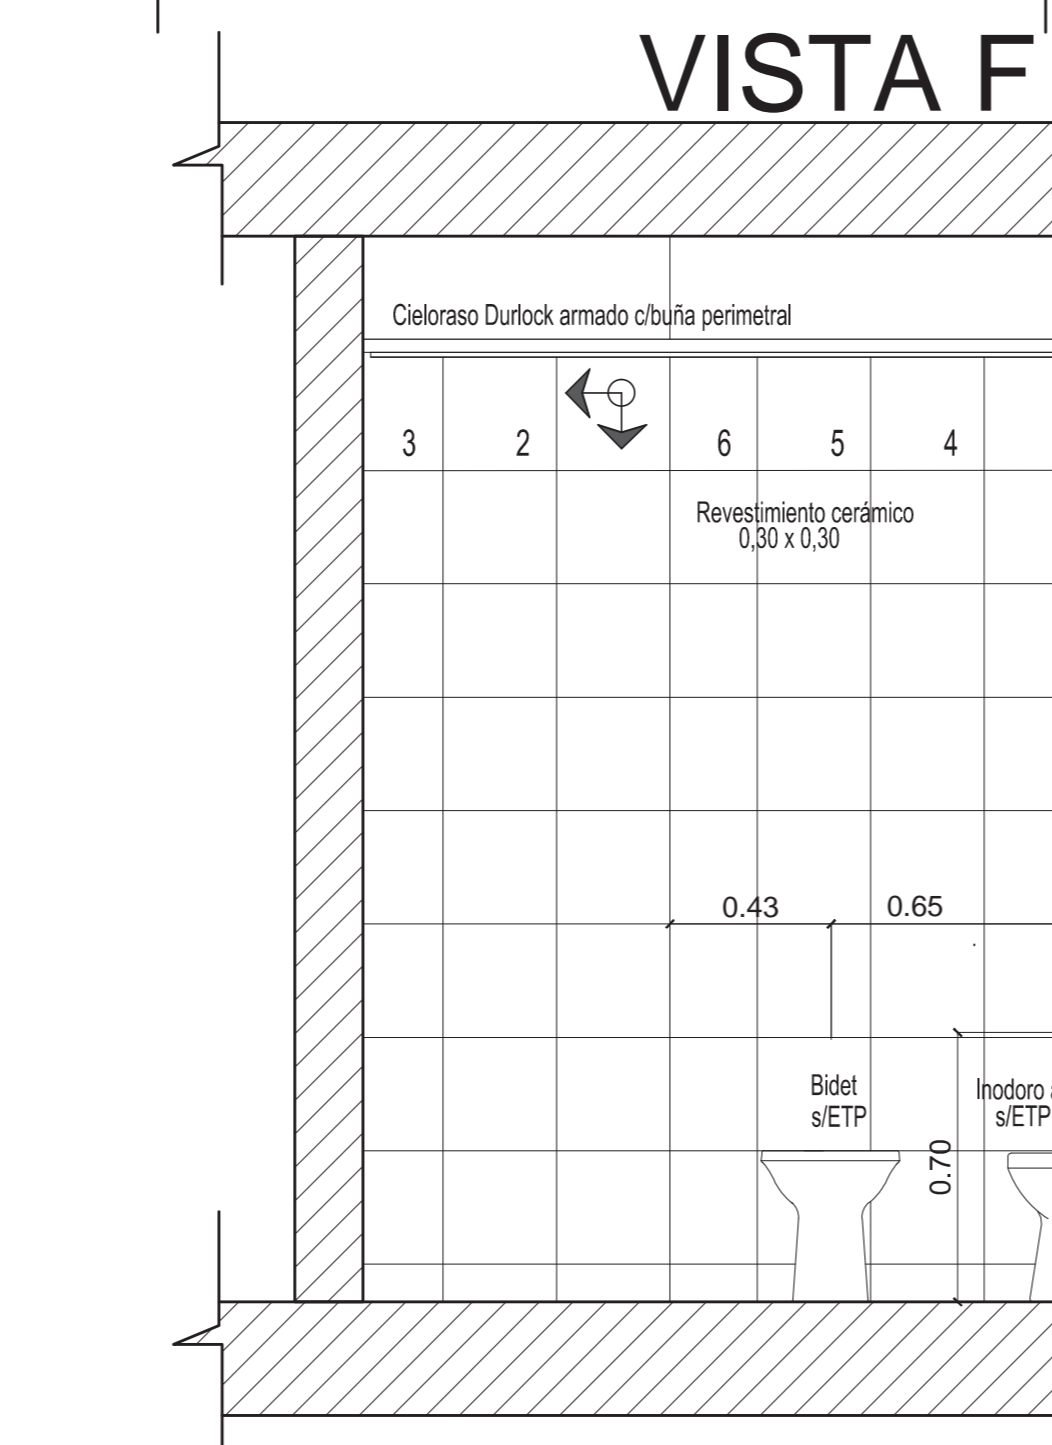 VISTA F
Cieloraso Durlock armado c/buña perimetral
3 2 6 5 4
Revestimiento cerámico
0,30 x 0,30
0.43 0.65
Bidet
s/ETP
Inodoro
s/ETP
0.70